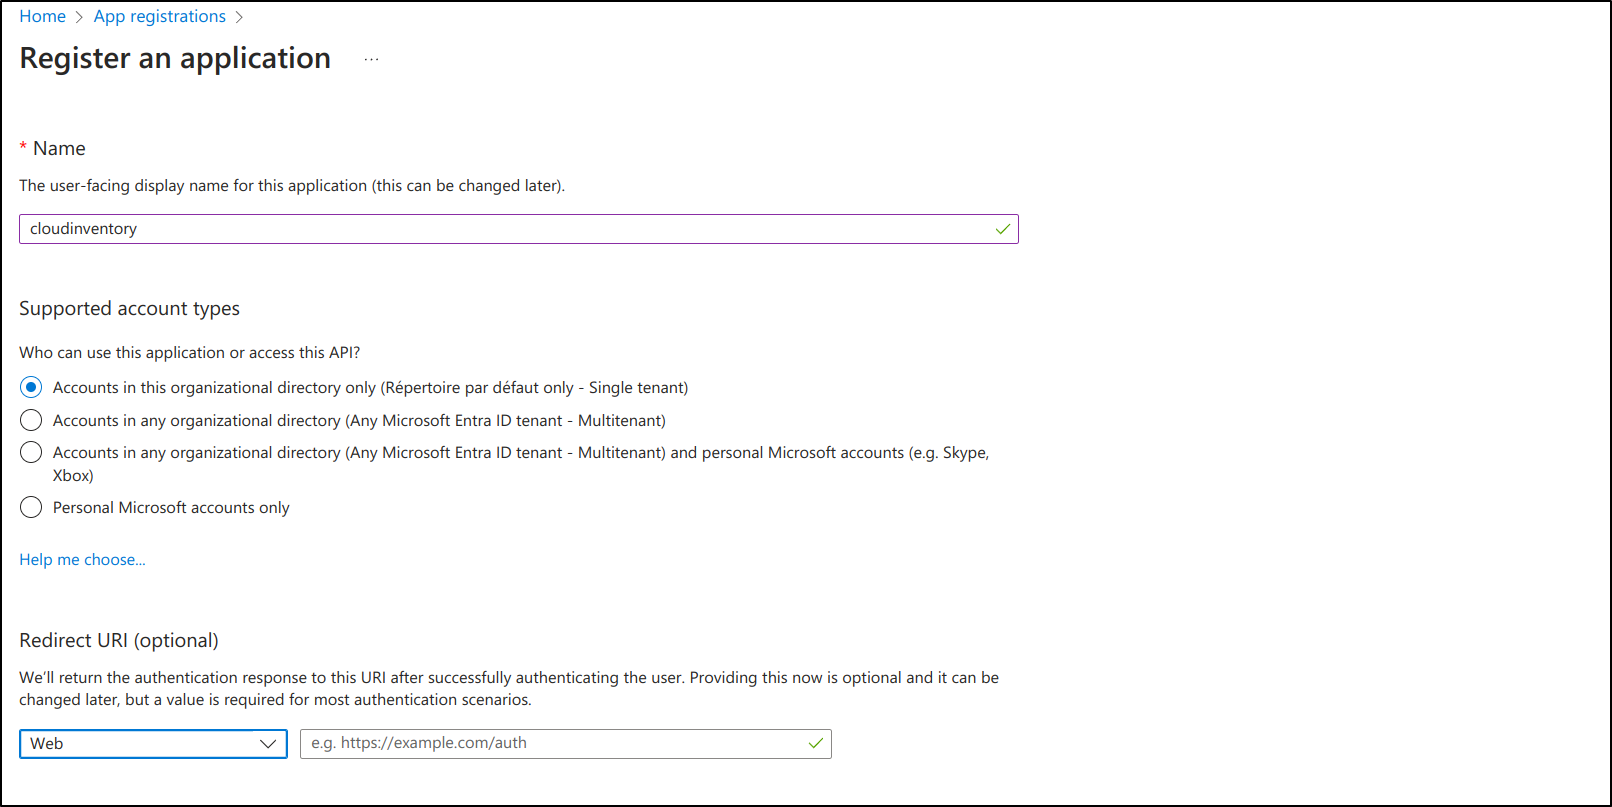 Home > App registrations >
Register an application ...
* Name
The user-facing display name for this application (this can be changed later).
cloudinventory
Supported account types
Who can use this application or access this API?
Accounts in this organizational directory only (Répertoire par défaut only - Single tenant)
Accounts in any organizational directory (Any Microsoft Entra ID tenant - Multitenant)
Accounts in any organizational directory (Any Microsoft Entra ID tenant - Multitenant) and personal Microsoft accounts (e.g. Skype,
Xbox)
Personal Microsoft accounts only
Help me choose...
Redirect URI (optional)
We'll return the authentication response to this URI after successfully authenticating the user. Providing this now is optional and it can be
changed later, but a value is required for most authentication scenarios.
Web e.g. https://example.com/auth